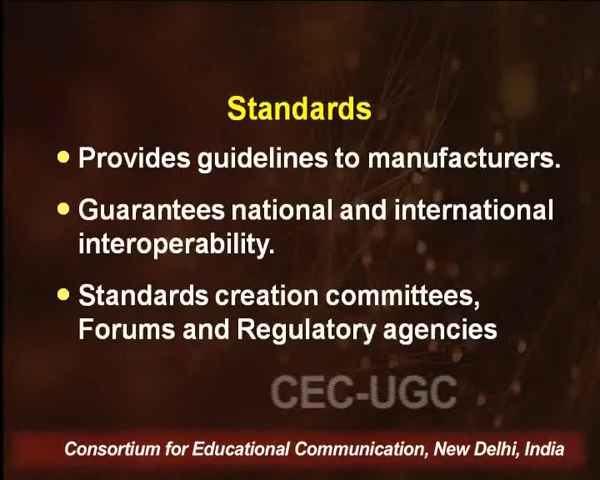 Standards
Provides guidelines to manufacturers.
Guarantees national and international
interoperability.
Standards creation committees,
Forums and Regulatory agencies
CEC-UGC
Consortium for Educational Communication, New Delhi, India